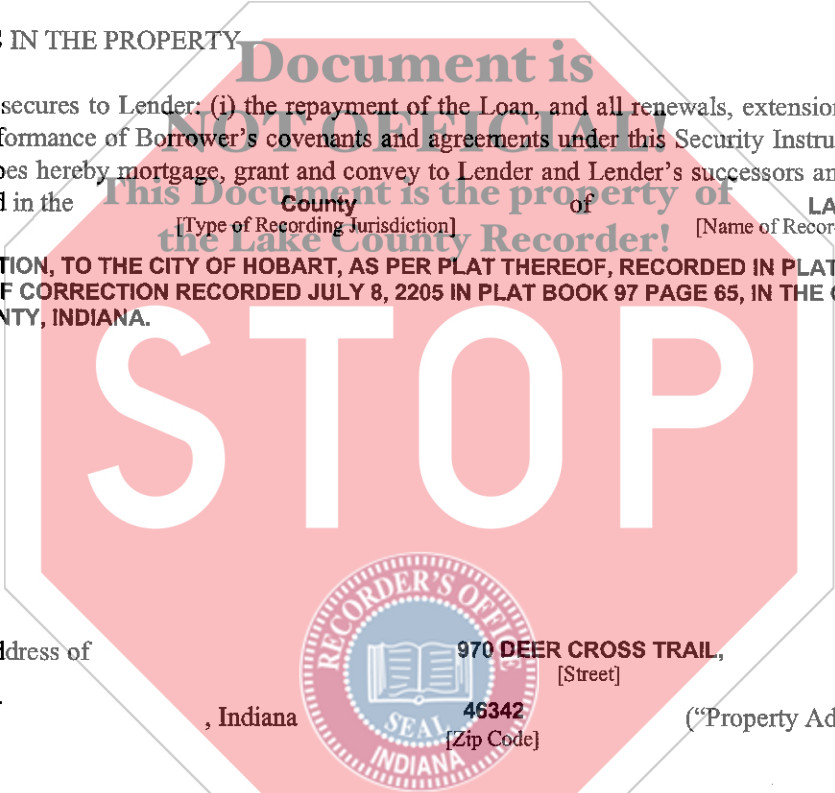 IN THE PROPERTY
Document is
secures to Lender: (i) the repayment of the Loan, and all renewals, extension
NOT OFFICIAL!
formance of Borrower's covenants and agreements under this Security Instru
oes hereby mortgage, grant and convey to Lender and Lender's successors an
This Document is the property of
d in the County of LA
[Type of Recording Jurisdiction] [Name of Recor
the Lake County Recorder!
TION, TO THE CITY OF HOBART, AS PER PLAT THEREOF, RECORDED IN PLAT
F CORRECTION RECORDED JULY 8, 2205 IN PLAT BOOK 97 PAGE 65, IN THE
NTY, INDIANA.
STOP
RECORDER'S OFFICE
SEAL
INDIANA
ddress of 970 DEER CROSS TRAIL,
[Street]
, Indiana 46342 ("Property Ad
[Zip Code]